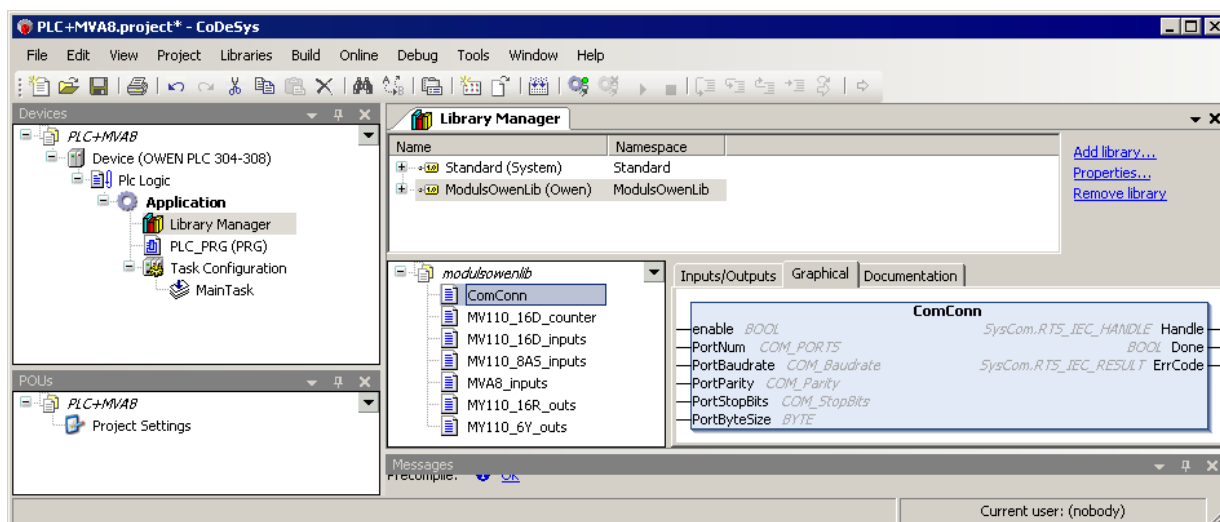 PLC+MVA8.project* - CoDeSys
File Edit View Project Libraries Build Online Debug Tools Window Help
Devices
PLC+MVA8
Device (OWEN PLC 304-308)
Plc Logic
Application
Library Manager
PLC_PRG (PRG)
Task Configuration
MainTask
POUs
PLC+MVA8
Project Settings
Library Manager
Name Namespace
Standard (System) Standard
ModulsOwenLib (Owen) ModulsOwenLib
Add library...
Properties...
Remove library
modulsowenlib
ComConn
MV110_16D_counter
MV110_16D_inputs
MV110_8AS_inputs
MVA8_inputs
MY110_16R_outs
MY110_6Y_outs
Inputs/Outputs Graphical Documentation
ComConn
enable BOOL SysCom.RTS_IEC_HANDLE Handle
PortNum COM_PORTS BOOL Done
PortBaudrate COM_Baudrate SysCom.RTS_IEC_RESULT ErrCode
PortParity COM_Parity
PortStopBits COM_StopBits
PortByteSize BYTE
Messages
Precompile: OK
Current user: (nobody)